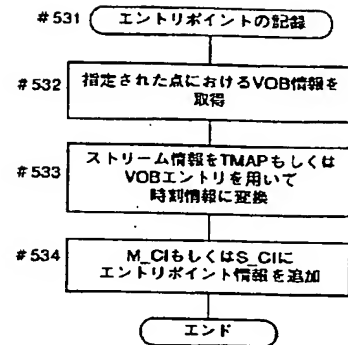 #531 エントリポイントの記録
#532 指定された点におけるVOB情報を
取得
#533 ストリーム情報をTMAPもしくは
VOBエントリを用いて
時刻情報に変換
#534 M_CIもしくはS_CIに
エントリポイント情報を追加
エンド